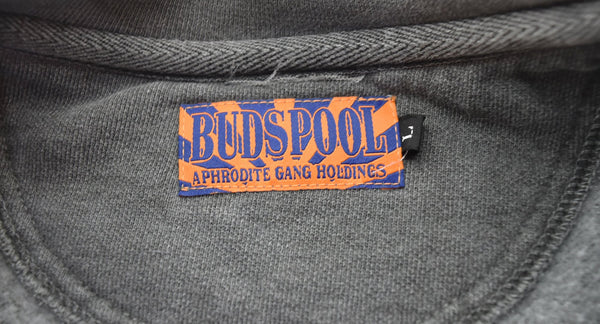 BUDSPOOL
APHRODITE GANG HOLDINGS
L